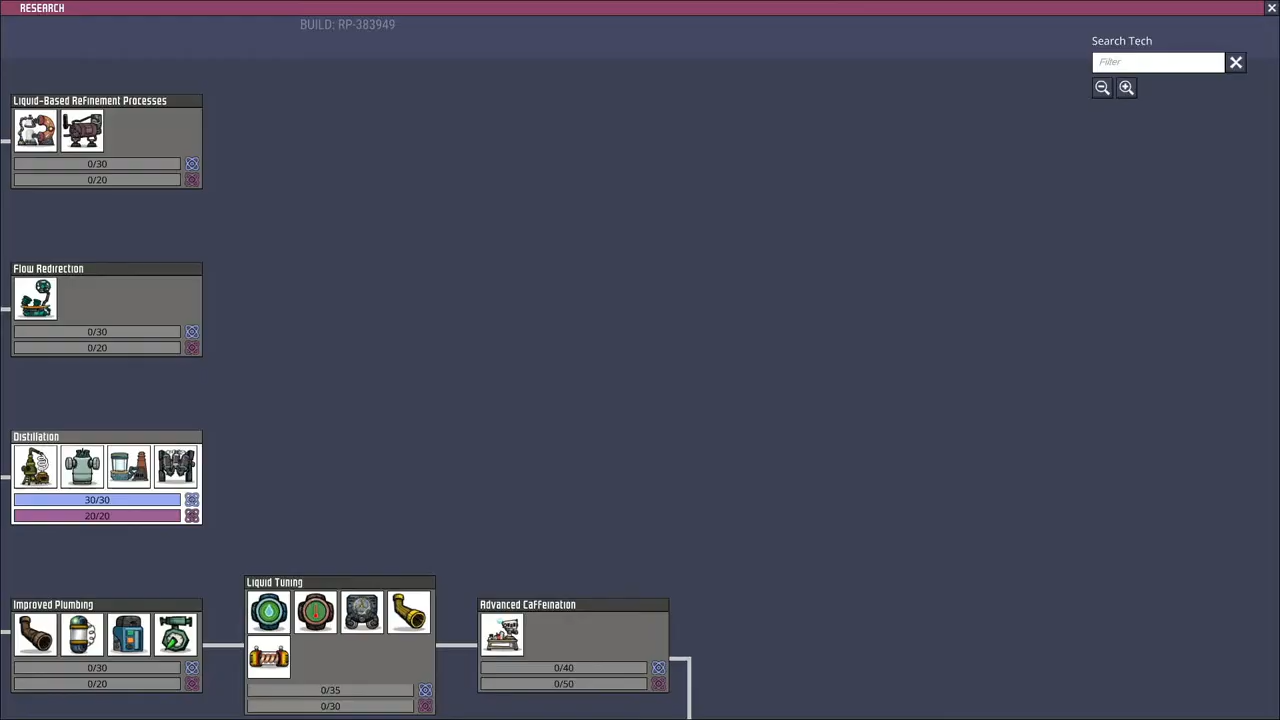 RESEARCH
BUILD: RP-383949
Search Tech
Filter
Liquid-Based Refinement Processes
0/30
0/20
Flow Redirection
0/30
0/20
Distillation
30/30
20/20
Improved Plumbing
0/30
0/20
Liquid Tuning
0/35
0/30
Advanced Caffeination
0/40
0/50